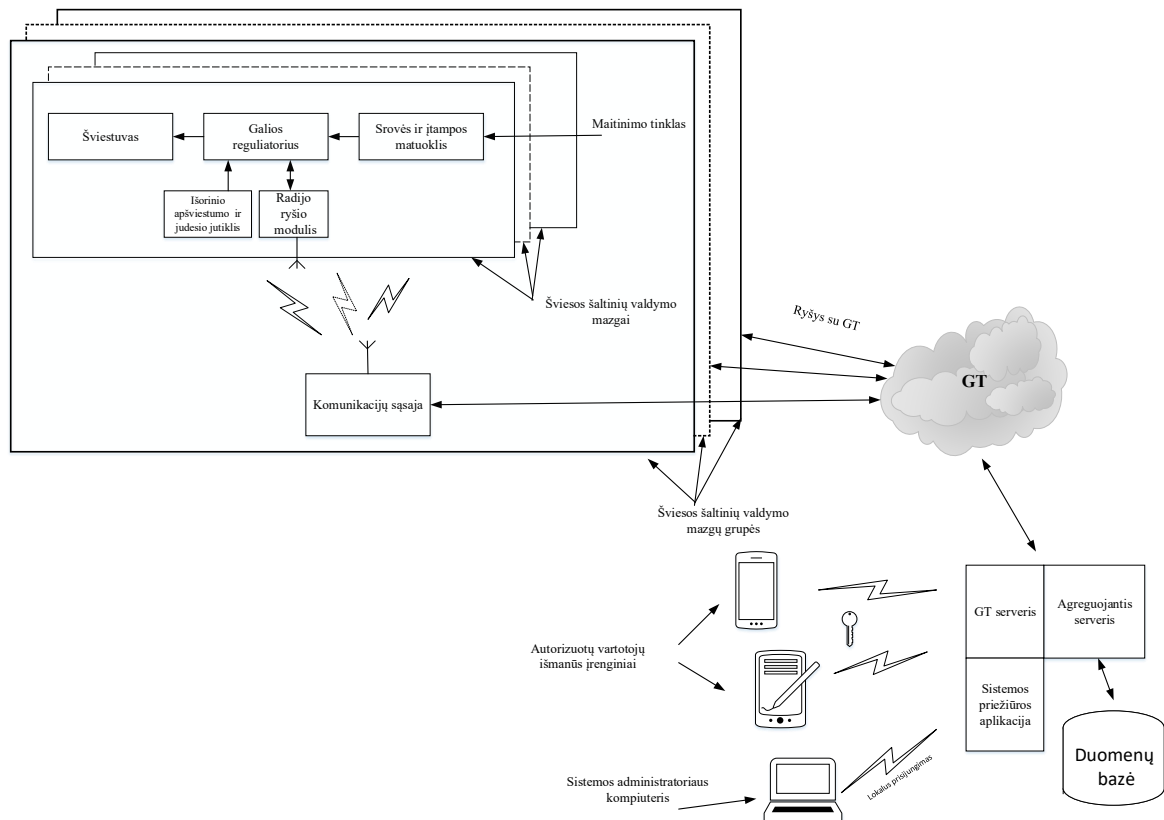 Šviestuvas
Galios
reguliatorius
Srovės ir įtampos
matuoklis
Maitinimo tinklas
Išorinio
apšviestumo ir
judesio jutiklis
Radijo
ryšio
modulis
Šviesos šaltinių valdymo
mazgai
Ryšys su GT
GT
Komunikacijų sąsaja
Šviesos šaltinių valdymo
mazgų grupės
GT serveris
Agreguojantis
serveris
Autorizuotų vartotojų
išmanūs įrenginiai
Sistemos
priežiūros
aplikacija
Duomenų
bazė
Lokalus prisijungimas
Sistemos administratoriaus
kompiuteris